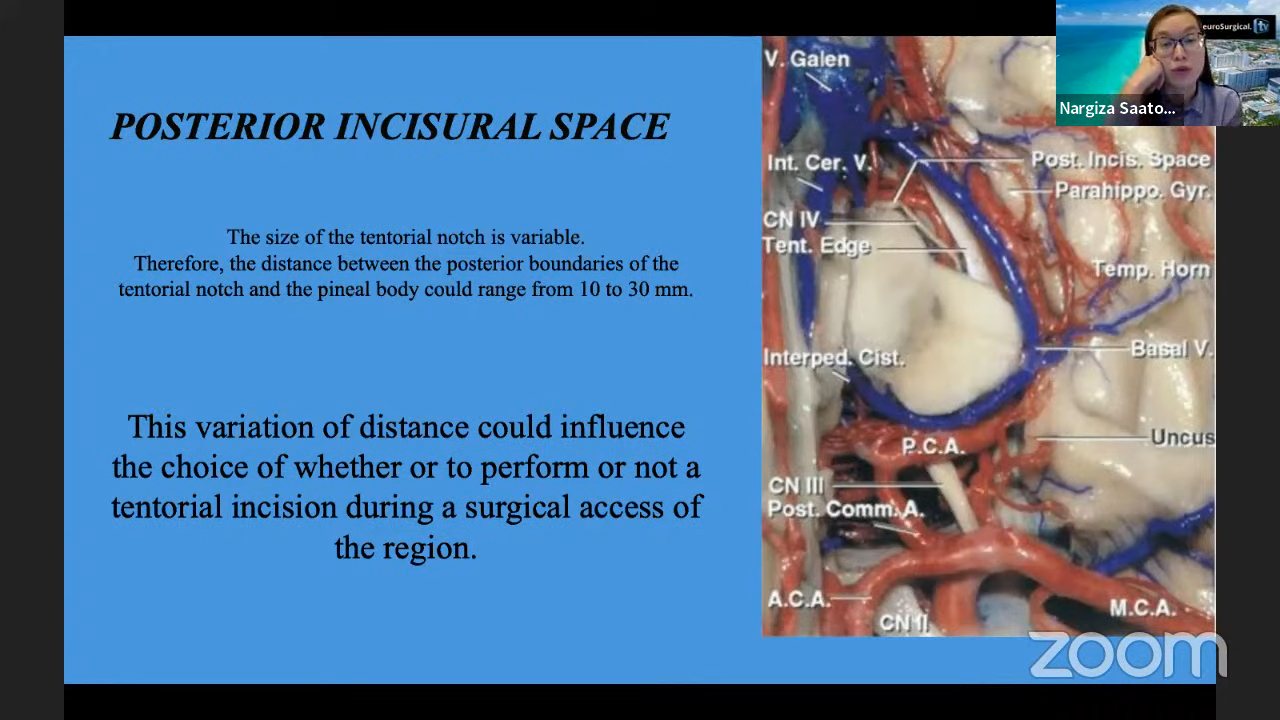 POSTERIOR INCISURAL SPACE
The size of the tentorial notch is variable.
Therefore, the distance between the posterior boundaries of the
tentorial notch and the pineal body could range from 10 to 30 mm.
This variation of distance could influence
the choice of whether or to perform or not a
tentorial incision during a surgical access of
the region.
V. Galen
Int. Cer. V.
CN IV
Tent. Edge
Interped. Cist.
P.C.A.
CN III
Post. Comm. A.
A.C.A.
CN II
Post. Incis. Space
Parahippo. Gyr.
Temp. Horn
Basal V.
Uncus
M.C.A.
euroSurgical.tv
Nargiza Saato...
zoom